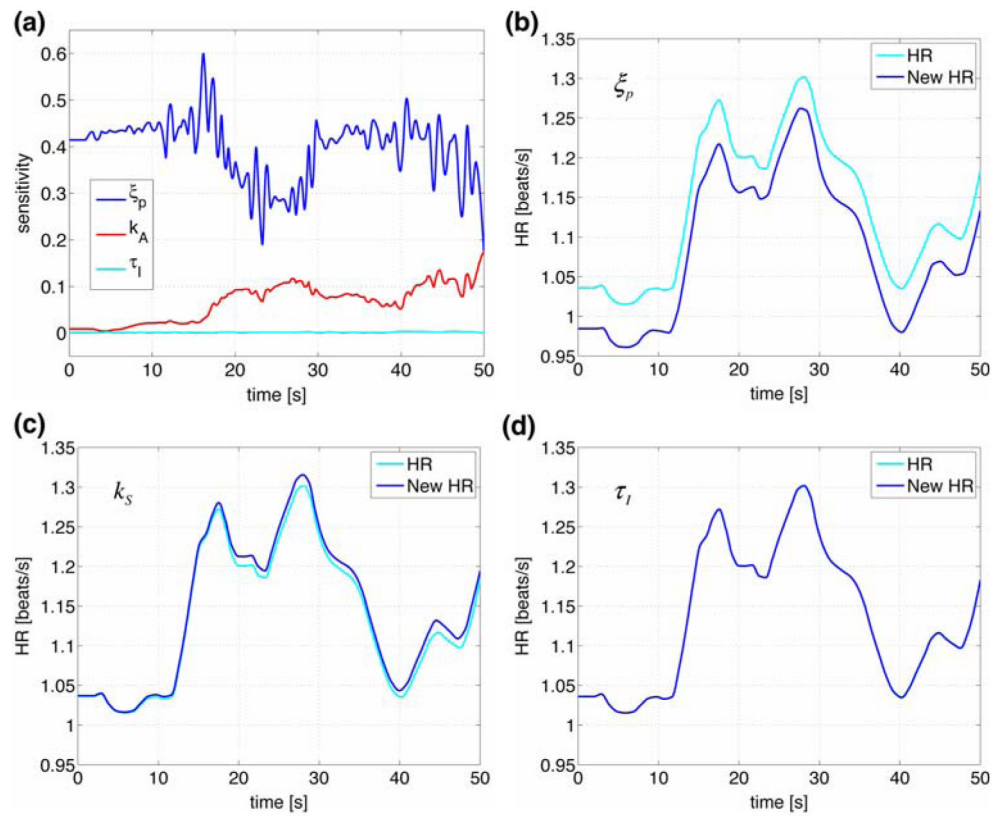 (a)
0.6
0.5
0.4
0.3
0.2
0.1
0
sensitivity
ξp
kA
τI
0 10 20 30 40 50
time [s]
(b)
1.35
1.3
1.25
1.2
1.15
1.1
1.05
1
0.95
HR [beats/s]
ξp
HR
New HR
0 10 20 30 40 50
time [s]
(c)
1.35
1.3
1.25
1.2
1.15
1.1
1.05
1
0.95
HR [beats/s]
kS
HR
New HR
0 10 20 30 40 50
time [s]
(d)
1.35
1.3
1.25
1.2
1.15
1.1
1.05
1
0.95
HR [beats/s]
τI
HR
New HR
0 10 20 30 40 50
time [s]